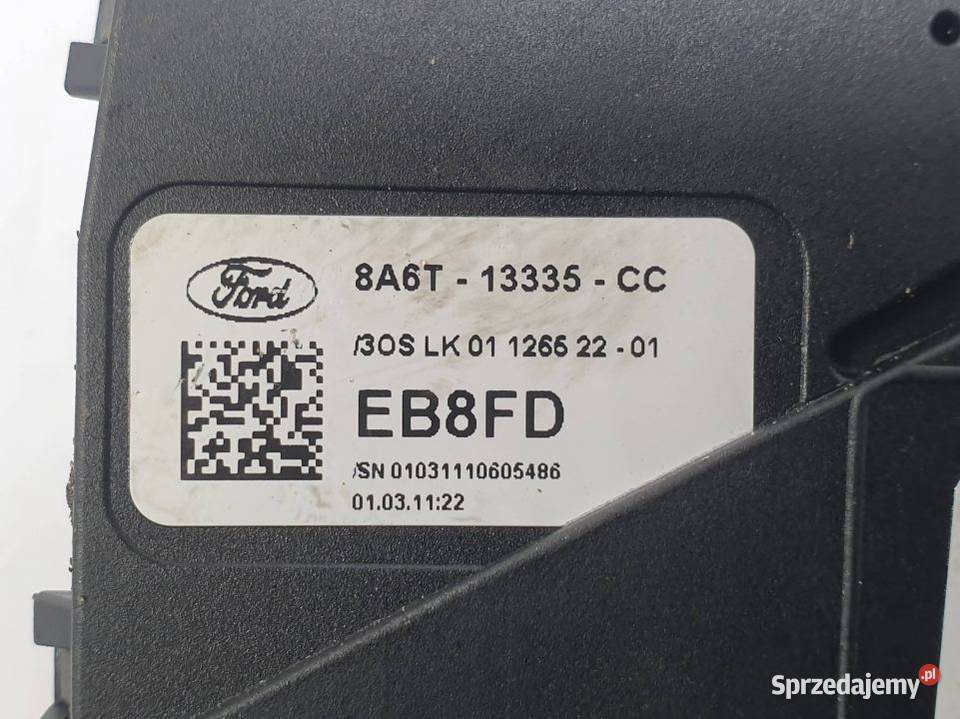 Ford
8A6T - 13335 - CC
/3OS LK 01 1266 22 - 01
EB8FD
/SN 01031110605486
01.03.11:22
Sprzedajemy.pl